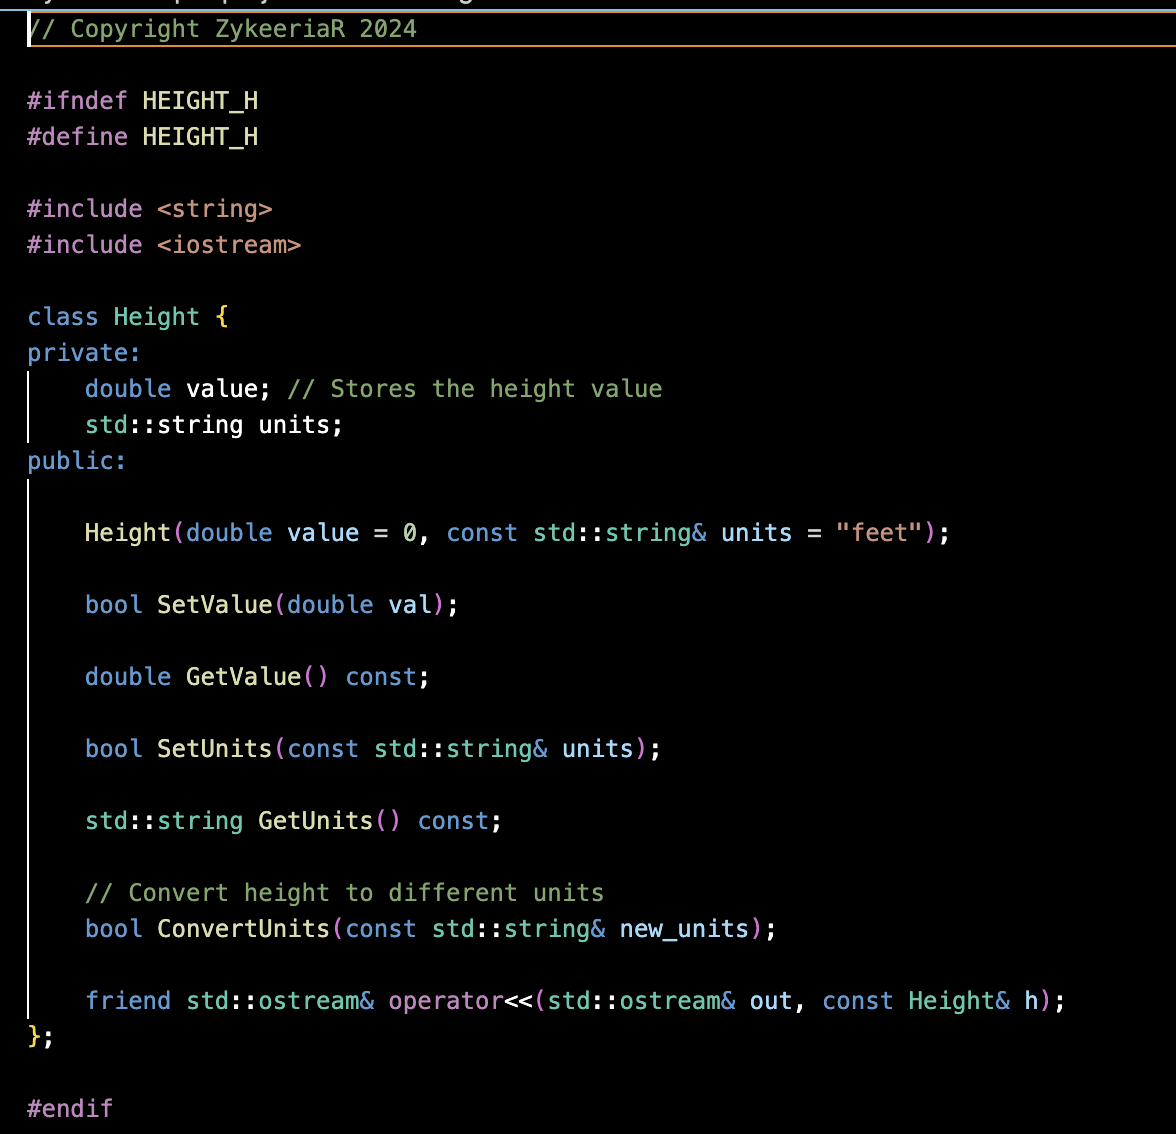 // Copyright ZykeeriaR 2024
#ifndef HEIGHT_H
#define HEIGHT_H
#include <string>
#include <iostream>
class Height {
private:
    double value; // Stores the height value
    std::string units;
public:
    Height(double value = 0, const std::string& units = "feet");
    bool SetValue(double val);
    double GetValue() const;
    bool SetUnits(const std::string& units);
    std::string GetUnits() const;
    // Convert height to different units
    bool ConvertUnits(const std::string& new_units);
    friend std::ostream& operator<<(std::ostream& out, const Height& h);
};
#endif